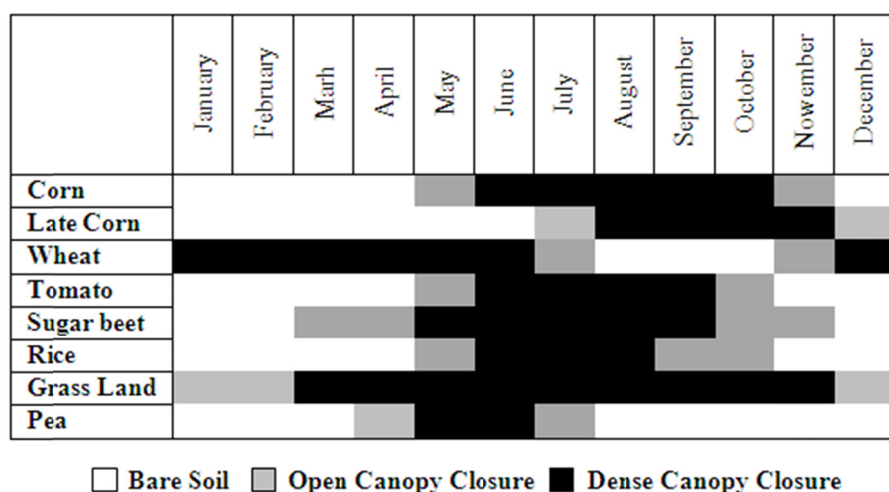 January February Marh April May June July August September October Nowember December
Corn
Late Corn
Wheat
Tomato
Sugar beet
Rice
Grass Land
Pea
Bare Soil Open Canopy Closure Dense Canopy Closure